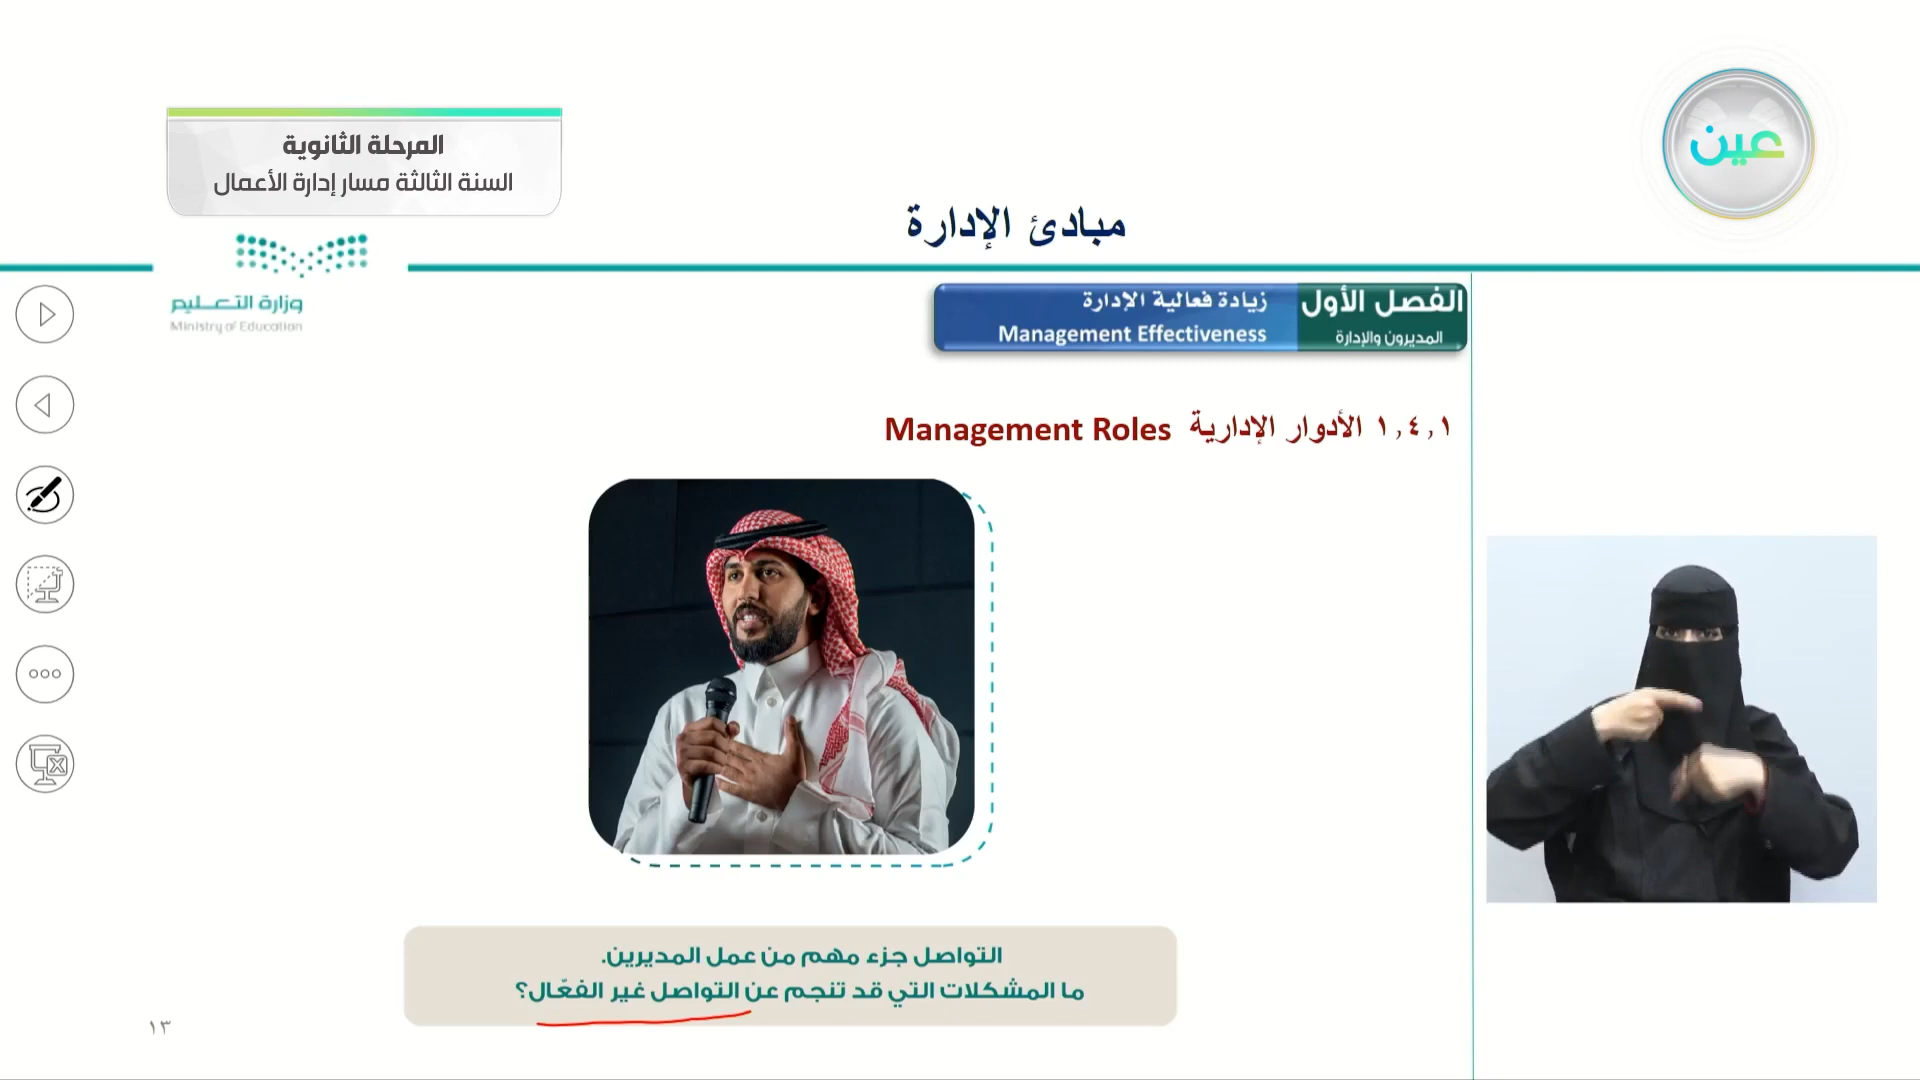 عين
المرحلة الثانوية
السنة الثالثة مسار إدارة الأعمال
مبادئ الإدارة
وزارة التعليم
Ministry of Education
الفصل الأول
المديرون والإدارة
زيادة فعالية الإدارة
Management Effectiveness
١,٤,١ الأدوار الإدارية Management Roles
التواصل جزء مهم من عمل المديرين.
ما المشكلات التي قد تنجم عن التواصل غير الفعّال؟
١٣